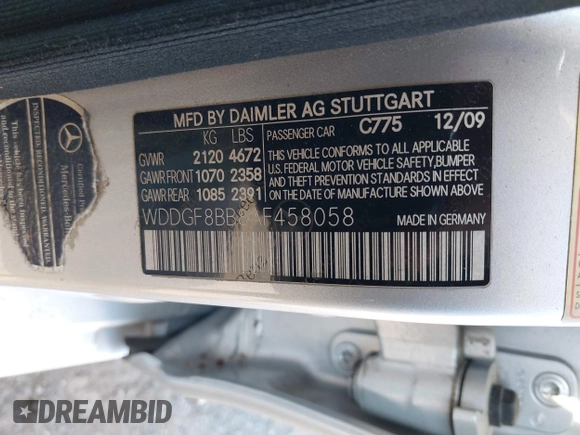 MFD BY DAIMLER AG STUTTGART
KG LBS
PASSENGER CAR C775 12/09
GVWR 2120 4672
GAWR FRONT 1070 2358
GAWR REAR 1085 2391
THIS VEHICLE CONFORMS TO ALL APPLICABLE
U.S. FEDERAL MOTOR VEHICLE SAFETY,BUMPER
AND THEFT PREVENTION STANDARDS IN EFFECT
ON THE DATE OF MANUFACTURE SHOWN ABOVE.
MADE IN GERMANY
Mercedes-Benz
DREAMBID